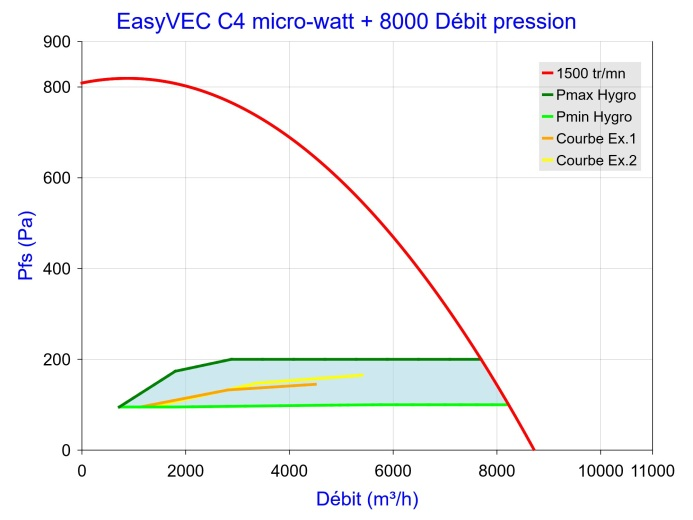 EasyVEC C4 micro-watt + 8000 Débit pression
900
800
600
400
200
0
Pfs (Pa)
1500 tr/mn
Pmax Hygro
Pmin Hygro
Courbe Ex.1
Courbe Ex.2
0 2000 4000 6000 8000 10000 11000
Débit (m³/h)